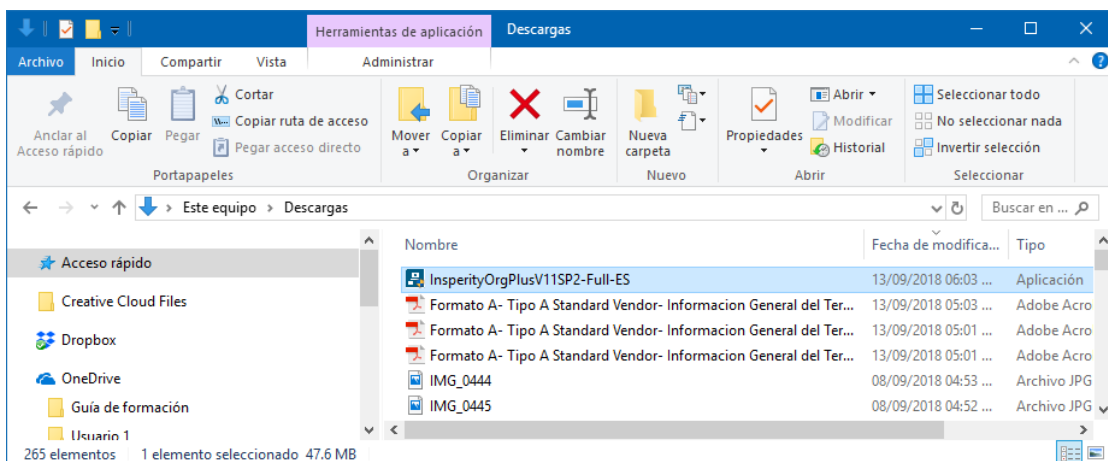 Herramientas de aplicación Descargas
Archivo Inicio Compartir Vista Administrar
Anclar al Acceso rápido
Copiar
Pegar
Cortar
Copiar ruta de acceso
Pegar acceso directo
Mover a
Copiar a
Eliminar
Cambiar nombre
Nueva carpeta
Propiedades
Abrir
Modificar
Historial
Seleccionar todo
No seleccionar nada
Invertir selección
Portapapeles Organizar Nuevo Abrir Seleccionar
Este equipo > Descargas Buscar en ...
Acceso rápido
Creative Cloud Files
Dropbox
OneDrive
Guía de formación
Usuario 1
Nombre Fecha de modifica... Tipo
InsperityOrgPlusV11SP2-Full-ES 13/09/2018 06:03 ... Aplicación
Formato A- Tipo A Standard Vendor- Informacion General del Ter... 13/09/2018 05:03 ... Adobe Acro
Formato A- Tipo A Standard Vendor- Informacion General del Ter... 13/09/2018 05:01 ... Adobe Acro
Formato A- Tipo A Standard Vendor- Informacion General del Ter... 13/09/2018 05:01 ... Adobe Acro
IMG_0444 08/09/2018 04:53 ... Archivo JPG
IMG_0445 08/09/2018 04:52 ... Archivo JPG
265 elementos 1 elemento seleccionado 47.6 MB